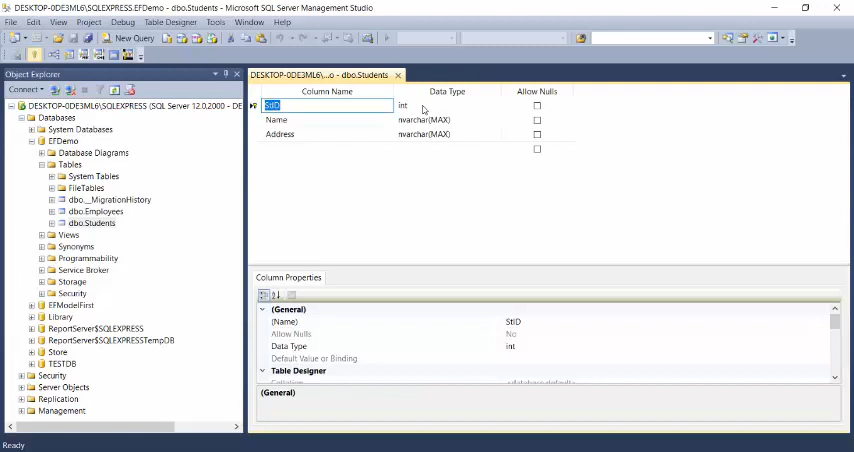 DESKTOP-0DE3ML6\SQLEXPRESS.EFDemo - dbo.Students - Microsoft SQL Server Management Studio
File Edit View Project Debug Table Designer Tools Window Help
New Query
Object Explorer
Connect
DESKTOP-0DE3ML6\SQLEXPRESS (SQL Server 12.0.2000 - DE
Databases
System Databases
EFDemo
Database Diagrams
Tables
System Tables
FileTables
dbo.__MigrationHistory
dbo.Employees
dbo.Students
Views
Synonyms
Programmability
Service Broker
Storage
Security
EFModelFirst
Library
ReportServer$SQLEXPRESS
ReportServer$SQLEXPRESSTempDB
Store
TESTDB
Security
Server Objects
Replication
Management
DESKTOP-0DE3ML6\...o - dbo.Students
Column Name Data Type Allow Nulls
StID int
Name nvarchar(MAX)
Address nvarchar(MAX)
Column Properties
(General)
(Name) StID
Allow Nulls No
Data Type int
Default Value or Binding
Table Designer
Collation <database default>
(General)
Ready